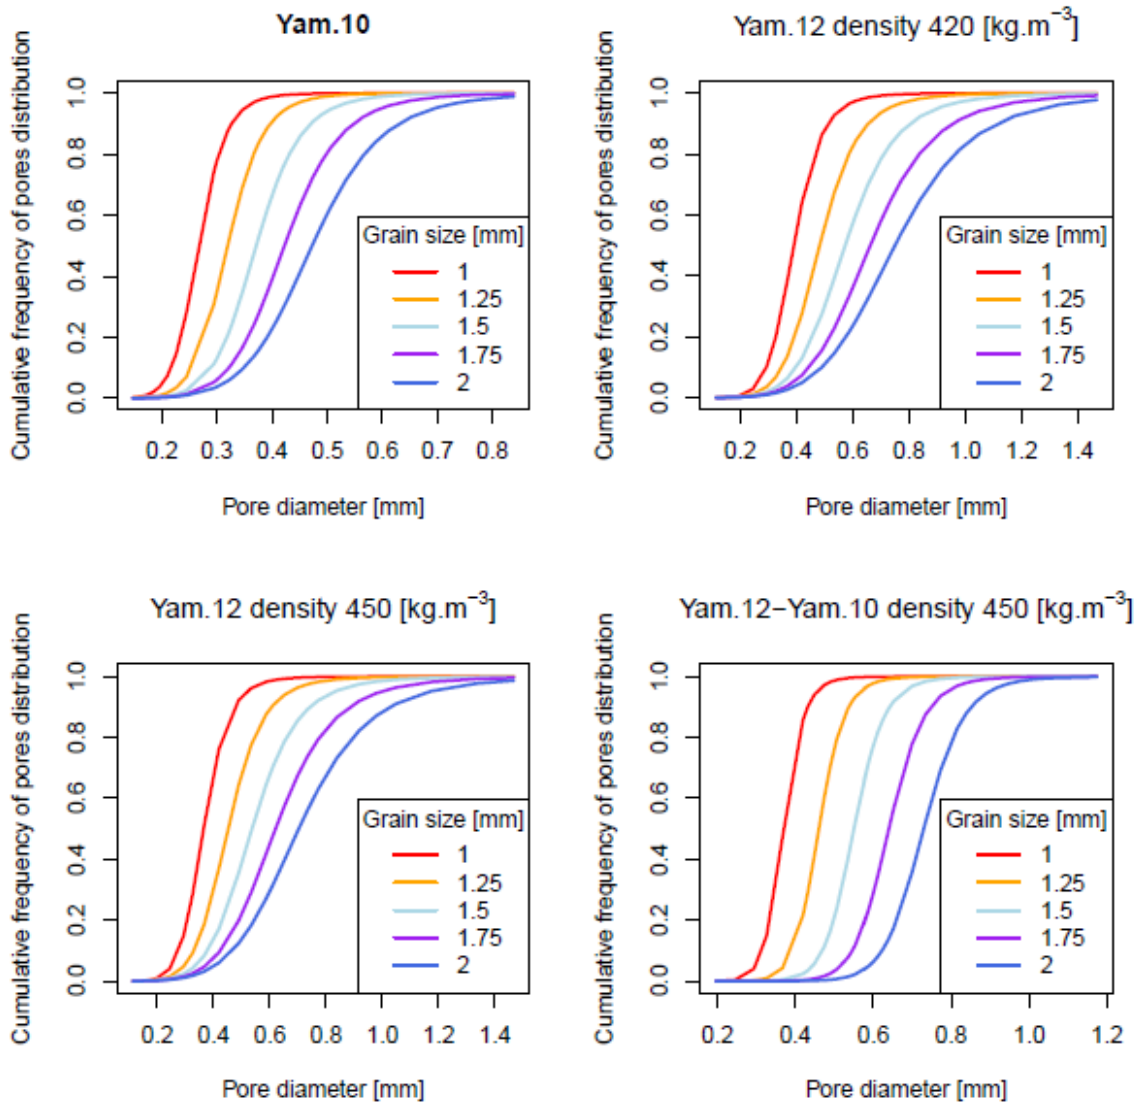 Yam.10
Cumulative frequency of pores distribution
1.0
0.8
0.6
0.4
0.2
0.0
Grain size [mm]
1
1.25
1.5
1.75
2
0.2 0.3 0.4 0.5 0.6 0.7 0.8
Pore diameter [mm]
Yam.12 density 420 [kg.m⁻³]
Cumulative frequency of pores distribution
1.0
0.8
0.6
0.4
0.2
0.0
Grain size [mm]
1
1.25
1.5
1.75
2
0.2 0.4 0.6 0.8 1.0 1.2 1.4
Pore diameter [mm]
Yam.12 density 450 [kg.m⁻³]
Cumulative frequency of pores distribution
1.0
0.8
0.6
0.4
0.2
0.0
Grain size [mm]
1
1.25
1.5
1.75
2
0.2 0.4 0.6 0.8 1.0 1.2 1.4
Pore diameter [mm]
Yam.12−Yam.10 density 450 [kg.m⁻³]
Cumulative frequency of pores distribution
1.0
0.8
0.6
0.4
0.2
0.0
Grain size [mm]
1
1.25
1.5
1.75
2
0.2 0.4 0.6 0.8 1.0 1.2
Pore diameter [mm]